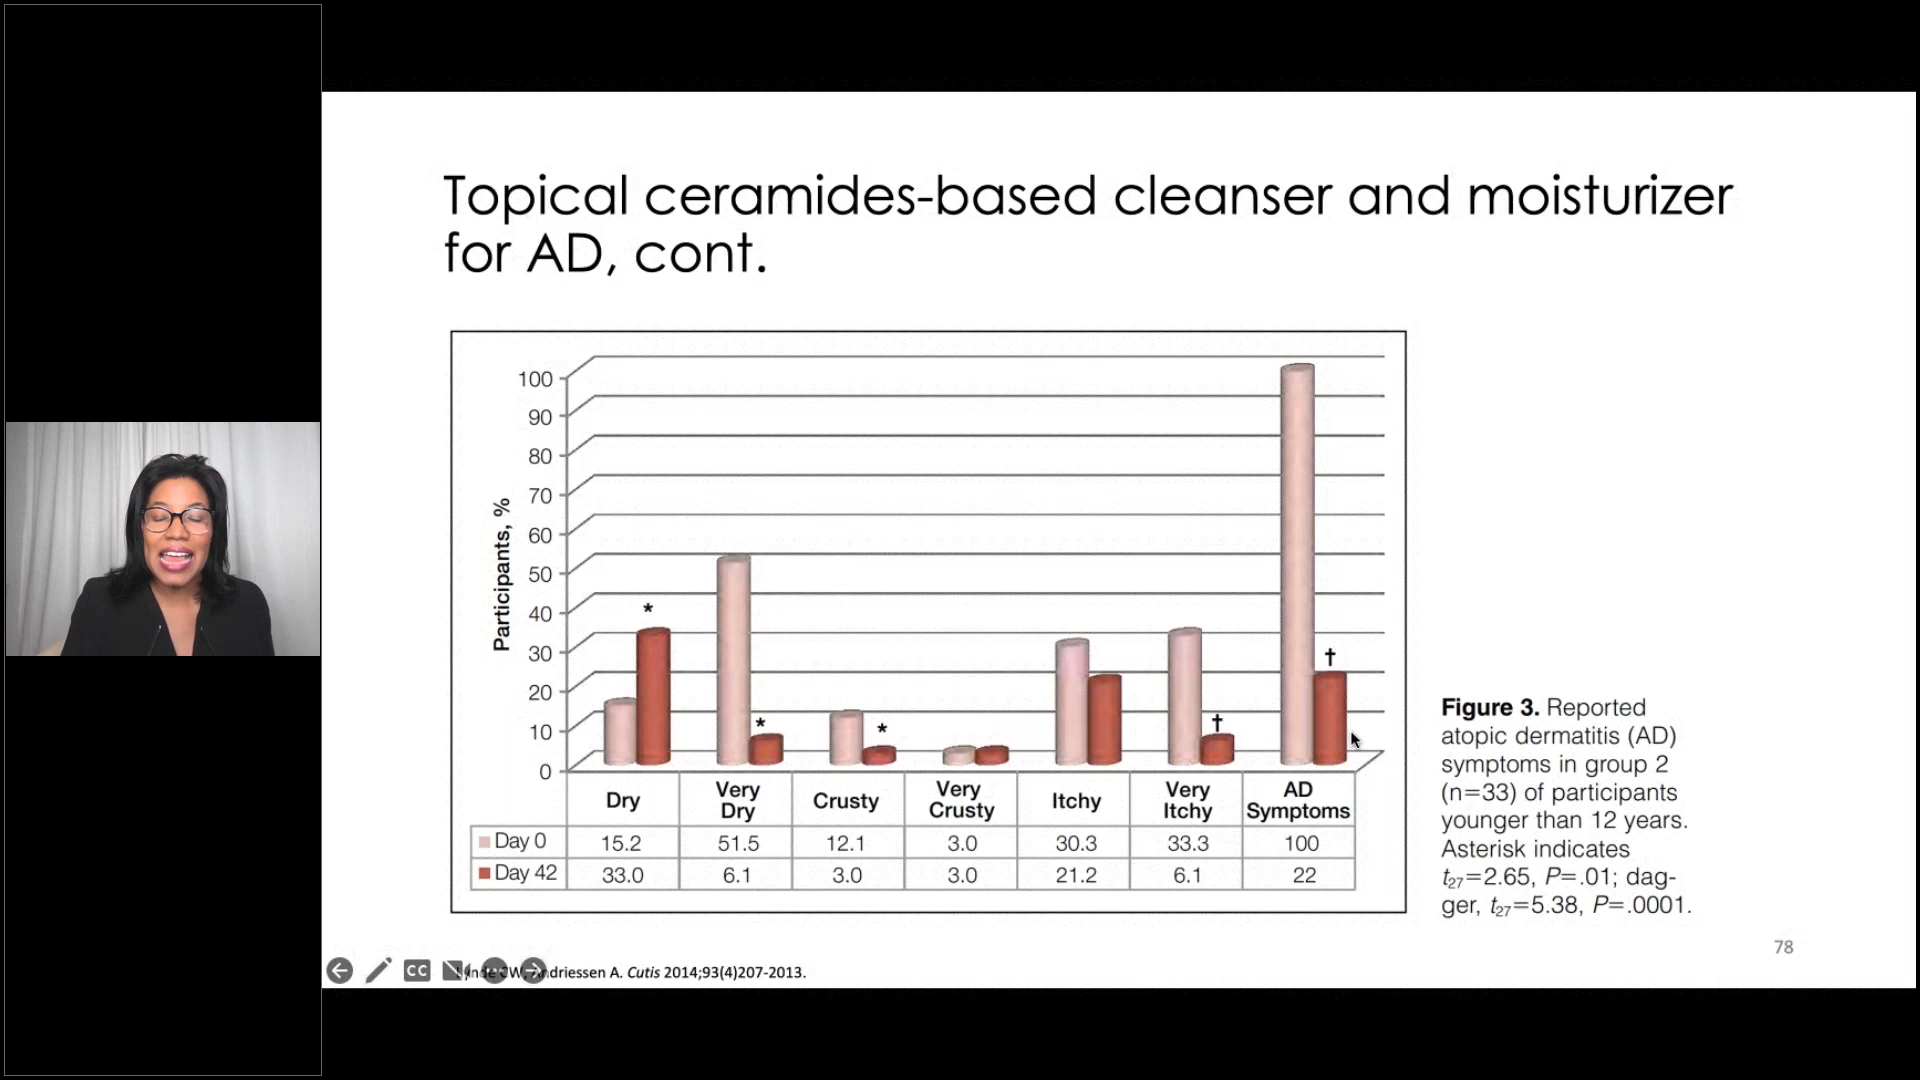 Topical ceramides-based cleanser and moisturizer
for AD, cont.
Participants, %
100
90
80
70
60
50
40
30
20
10
0
*
*
*
†
†
Dry Very Dry Crusty Very Crusty Itchy Very Itchy AD Symptoms
Day 0 15.2 51.5 12.1 3.0 30.3 33.3 100
Day 42 33.0 6.1 3.0 3.0 21.2 6.1 22
Figure 3. Reported
atopic dermatitis (AD)
symptoms in group 2
(n=33) of participants
younger than 12 years.
Asterisk indicates
t27=2.65, P=.01; dag-
ger, t27=5.38, P=.0001.
78
CC
CW, Andriessen A. Cutis 2014;93(4)207-2013.